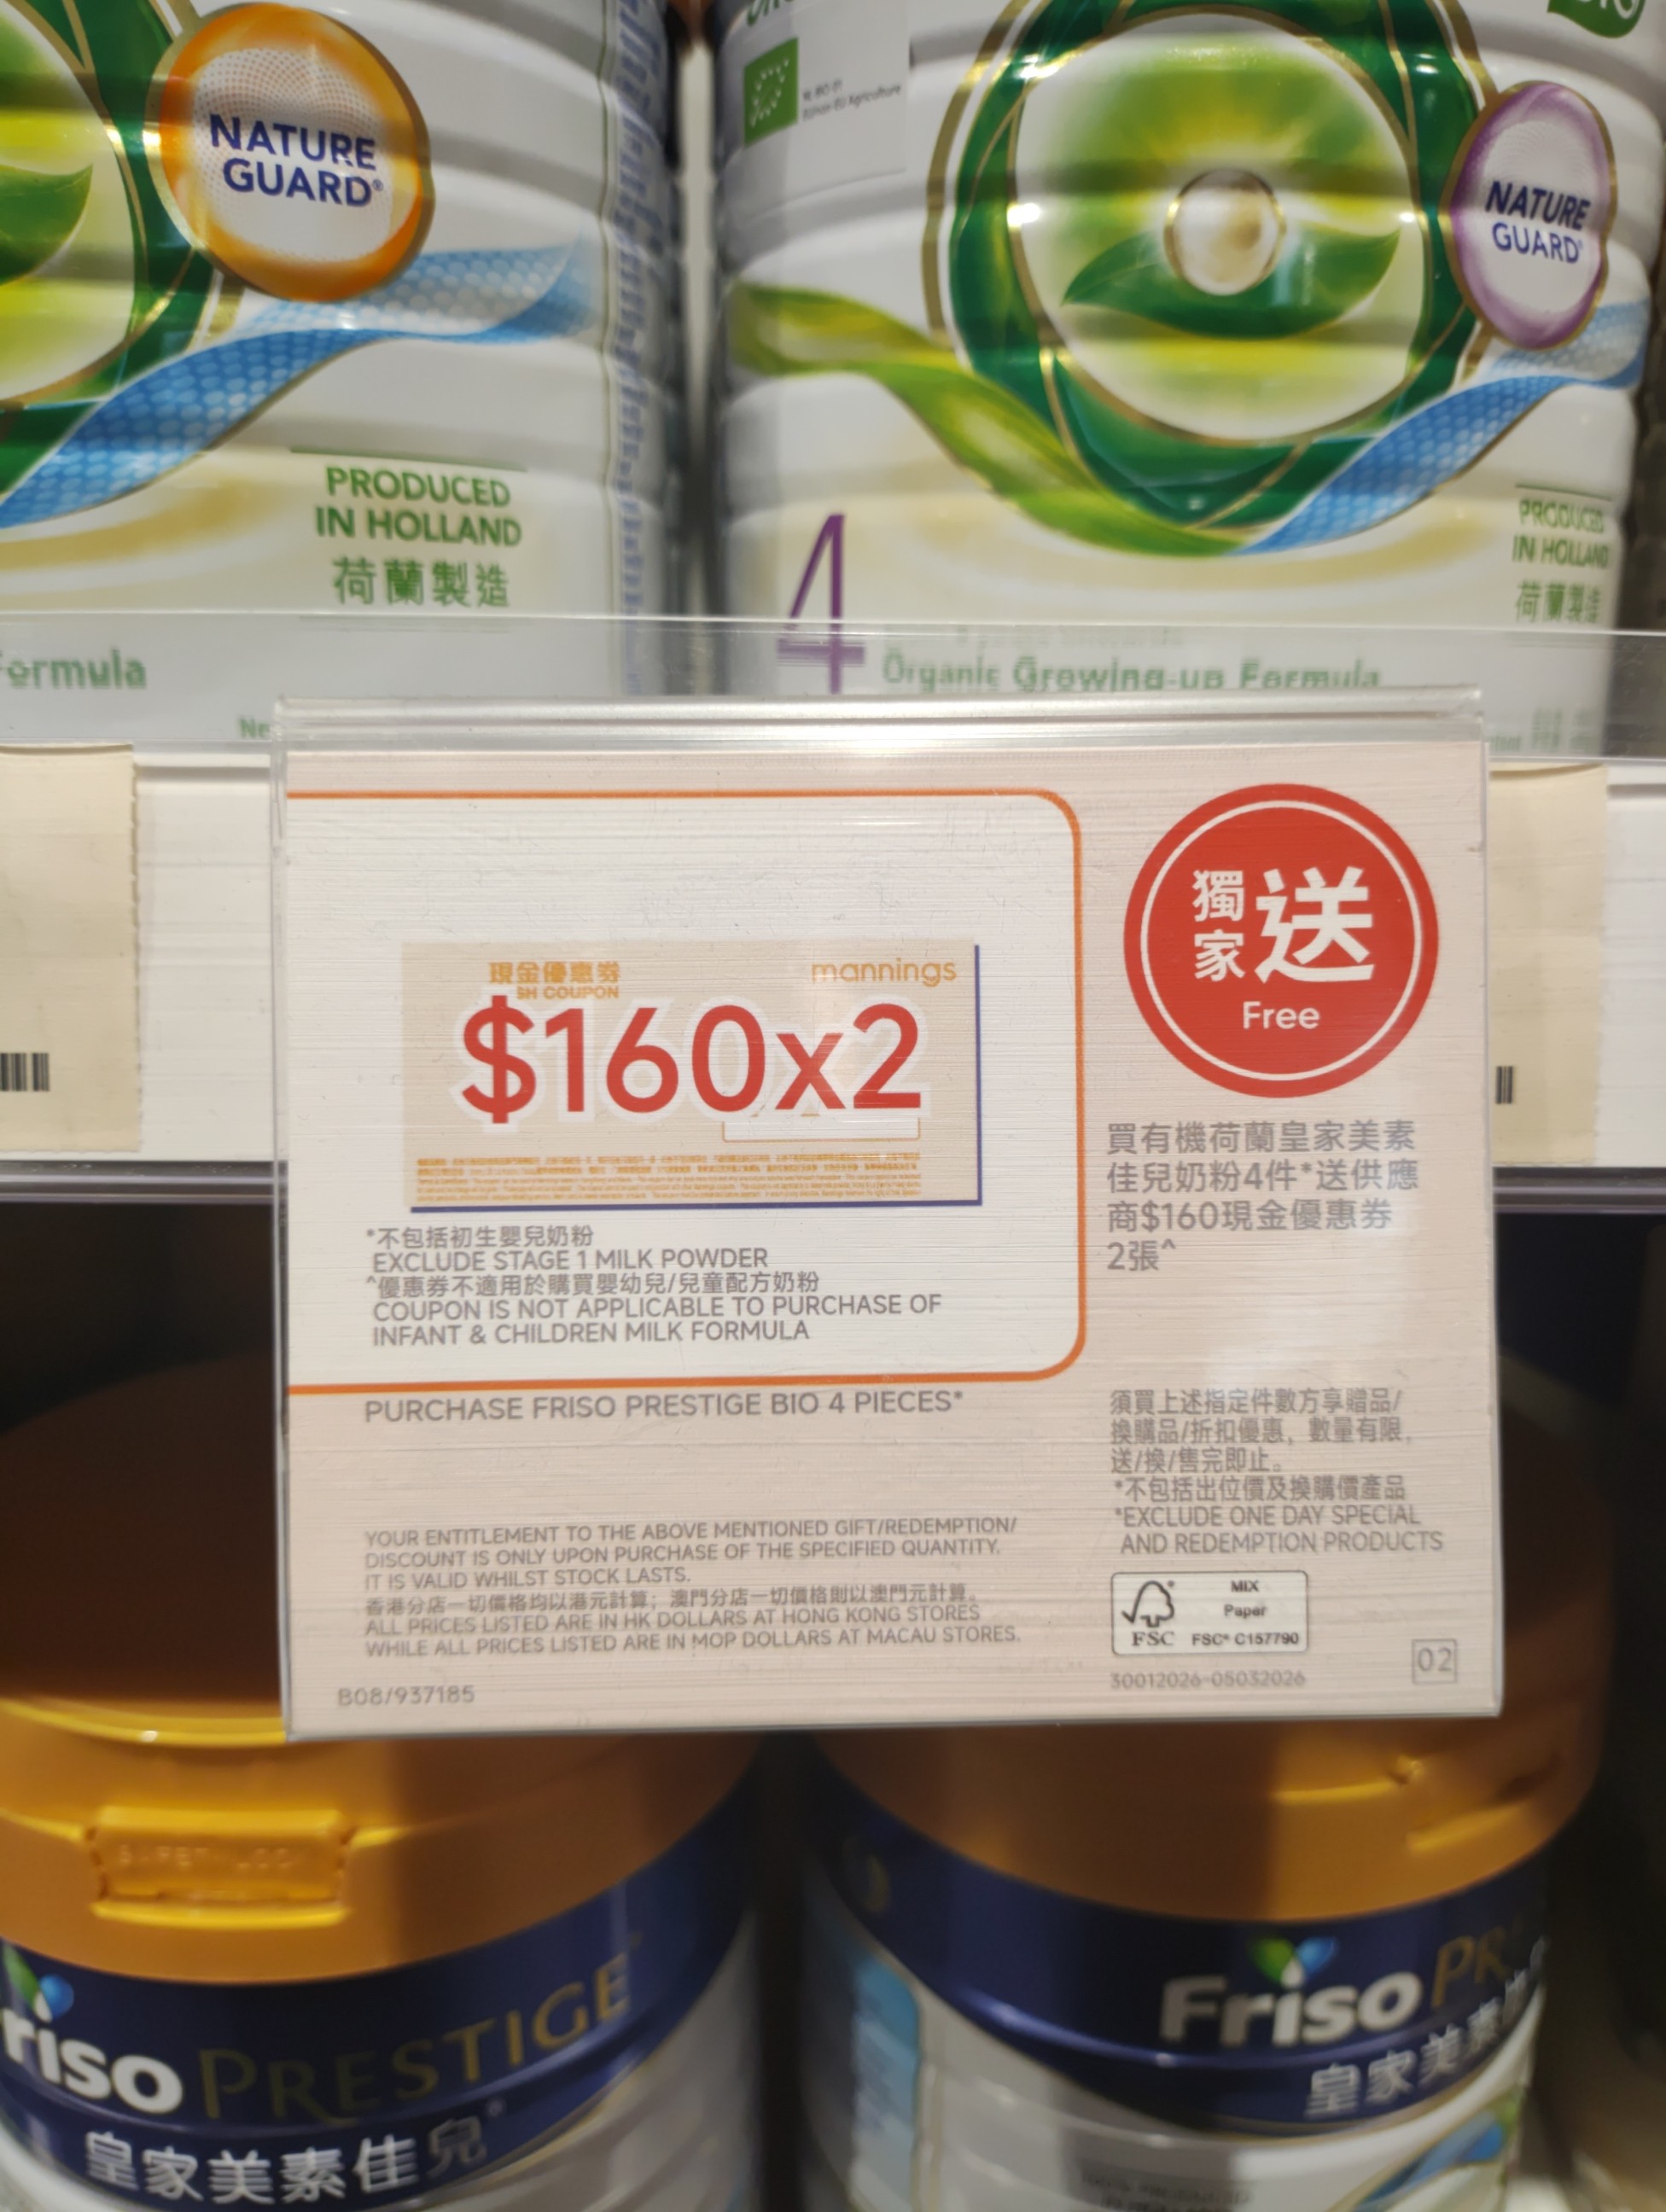 NATURE
GUARD®
NATURE
GUARD®
PRODUCED
IN HOLLAND
荷蘭製造
PRODUCED
IN HOLLAND
荷蘭製造
Formula
4
Organic Growing-up Formula
現金優惠券
SH COUPON
mannings
$160x2
獨家送
Free
*不包括初生嬰兒奶粉
EXCLUDE STAGE 1 MILK POWDER
^優惠券不適用於購買嬰幼兒/兒童配方奶粉
COUPON IS NOT APPLICABLE TO PURCHASE OF
INFANT & CHILDREN MILK FORMULA
買有機荷蘭皇家美素
佳兒奶粉4件*送供應
商$160現金優惠券
2張^
PURCHASE FRISO PRESTIGE BIO 4 PIECES*
須買上述指定件數方享贈品/
換購品/折扣優惠，數量有限，
送/換/售完即止。
*不包括出位價及換購價產品
*EXCLUDE ONE DAY SPECIAL
AND REDEMPTION PRODUCTS
YOUR ENTITLEMENT TO THE ABOVE MENTIONED GIFT/REDEMPTION/
DISCOUNT IS ONLY UPON PURCHASE OF THE SPECIFIED QUANTITY.
IT IS VALID WHILST STOCK LASTS.
香港分店一切價格均以港元計算；澳門分店一切價格則以澳門元計算。
ALL PRICES LISTED ARE IN HK DOLLARS AT HONG KONG STORES
WHILE ALL PRICES LISTED ARE IN MOP DOLLARS AT MACAU STORES.
MIX
Paper
FSC
FSC® C157790
B08/937185
30012026-05032026
02
Friso PRESTIGE
皇家美素佳兒®
Friso PR
皇家美素